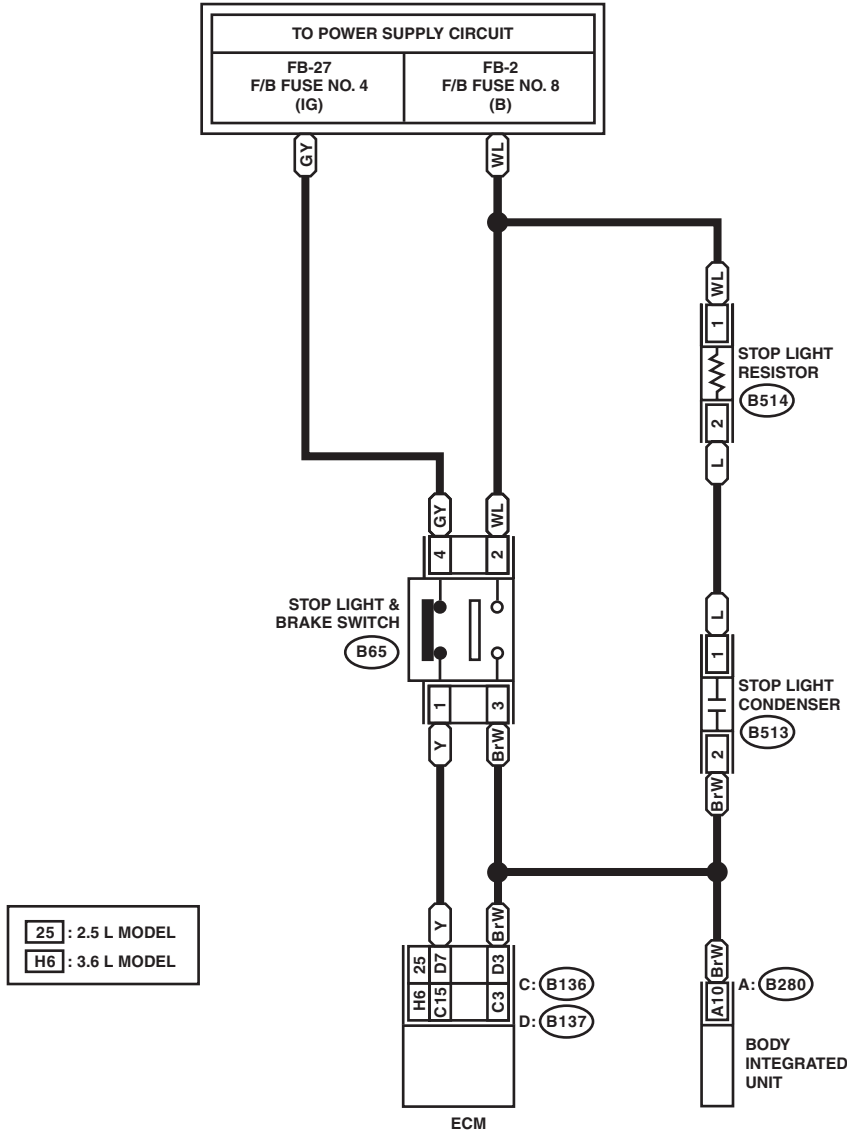 TO POWER SUPPLY CIRCUIT
FB-27
F/B FUSE NO. 4
(IG)
FB-2
F/B FUSE NO. 8
(B)
GY
WL
WL
1
STOP LIGHT
RESISTOR
B514
2
L
GY
WL
4
2
STOP LIGHT &
BRAKE SWITCH
B65
1
3
Y
BrW
L
1
STOP LIGHT
CONDENSER
B513
2
BrW
25 : 2.5 L MODEL
H6 : 3.6 L MODEL
Y
BrW
25
D7
D3
H6
C15
C3
C: B136
D: B137
ECM
BrW
A10
A: B280
BODY
INTEGRATED
UNIT